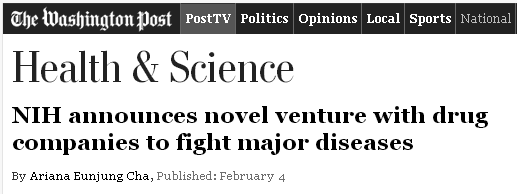 The Washington Post PostTV Politics Opinions Local Sports National
Health & Science
NIH announces novel venture with drug
companies to fight major diseases
By Ariana Eunjung Cha, Published: February 4